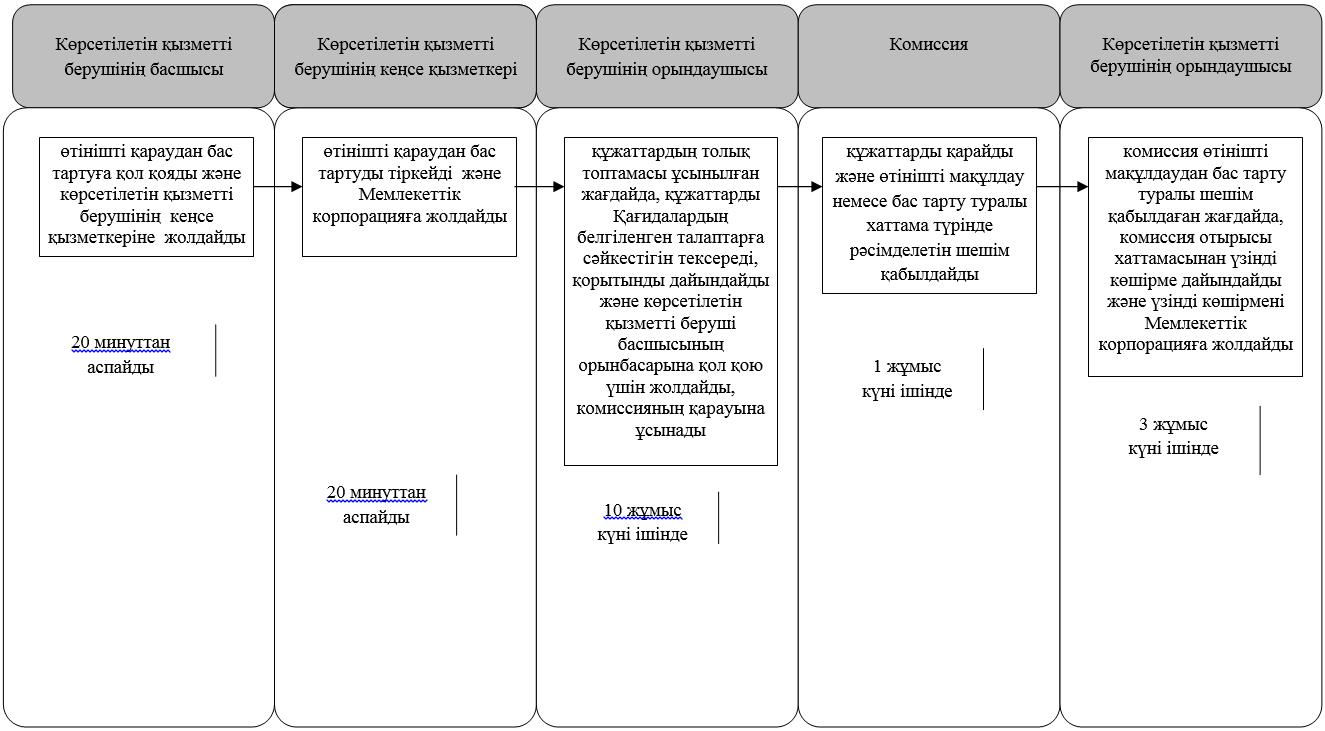 Көрсетілетін қызметті
берушінің басшысы
Көрсетілетін қызметті
берушінің кеңсе қызметкері
Көрсетілетін қызметті
берушінің орындаушысы
Комиссия
Көрсетілетін қызметті
берушінің орындаушысы
өтінішті қараудан бас
тартуға қол қояды және
көрсетілетін қызметті
берушінің кеңсе
қызметкеріне жолдайды
20 минуттан
аспайды
өтінішті қараудан бас
тартуды тіркейді және
Мемлекеттік
корпорацияға жолдайды
20 минуттан
аспайды
құжаттардың толық
топтамасы ұсынылған
жағдайда, құжаттарды
Қағидалардың
белгіленген талаптарға
сәйкестігін тексереді,
қорытынды дайындайды
және көрсетілетін
қызметті беруші
басшысының
орынбасарына қол қою
үшін жолдайды,
комиссияның қарауына
ұсынады
10 жұмыс
күні ішінде
құжаттарды қарайды
және өтінішті мақұлдау
немесе бас тарту туралы
хаттама түрінде
рәсімделетін шешім
қабылдайды
1 жұмыс
күні ішінде
комиссия өтінішті
мақұлдаудан бас тарту
туралы шешім
қабылдаған жағдайда,
комиссия отырысы
хаттамасынан үзінді
көшірме дайындайды
және үзінді көшірмені
Мемлекеттік
корпорацияға жолдайды
3 жұмыс
күні ішінде